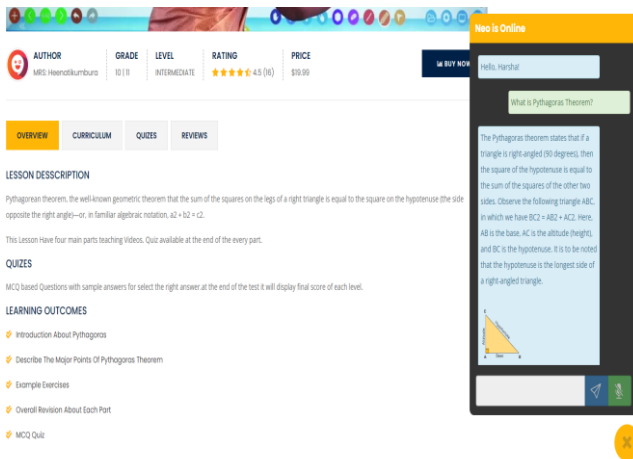 AUTHOR
MRS: Heenatikumbura
GRADE
10 | 11
LEVEL
INTERMEDIATE
RATING
4.5 (16)
PRICE
$19.99
BUY NOW
OVERVIEW
CURRICULUM
QUIZES
REVIEWS
LESSON DESSCRIPTION
Pythagorean theorem, the well-known geometric theorem that the sum of the squares on the legs of a right triangle is equal to the square on the hypotenuse (the side
opposite the right angle)—or, in familiar algebraic notation, a2 + b2 = c2.
This Lesson Have four main parts teaching Videos. Quiz available at the end of the every part.
QUIZES
MCQ based Questions with sample answers for select the right answer.at the end of the test it will display final score of each level.
LEARNING OUTCOMES
Introduction About Pythagoras
Describe The Major Points Of Pythagoras Theorem
Example Exercises
Overall Revision About Each Part
MCQ Quiz
Neo is Online
Hello, Harsha!
What is Pythagoras Theorem?
The Pythagoras theorem states that if a
triangle is right-angled (90 degrees), then
the square of the hypotenuse is equal to
the sum of the squares of the other two
sides. Observe the following triangle ABC,
in which we have BC2 = AB2 + AC2. Here,
AB is the base. AC is the altitude (height),
and BC is the hypotenuse. It is to be noted
that the hypotenuse is the longest side of
a right-angled triangle.
Hypotenuse